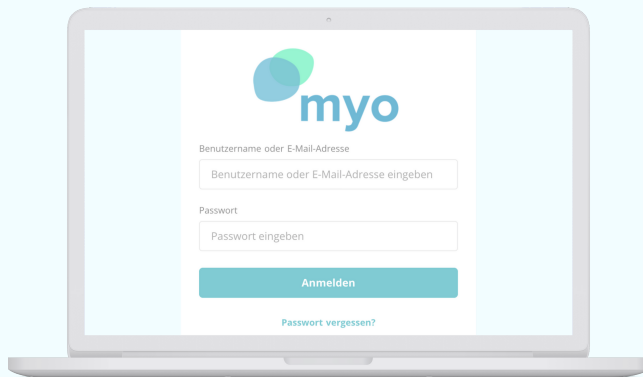 myo
Benutzername oder E-Mail-Adresse
Benutzername oder E-Mail-Adresse eingeben
Passwort
Passwort eingeben
Anmelden
Passwort vergessen?